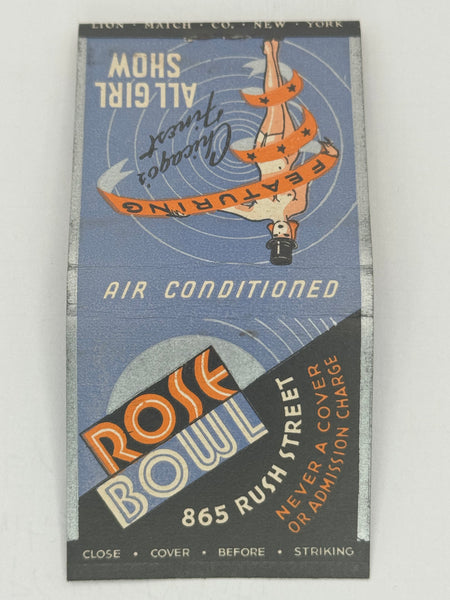 LION • MATCH • CO. • NEW • YORK
ALL GIRL
SHOW
Chicago's
Finest
FEATURING
AIR CONDITIONED
ROSE
BOWL
865 RUSH STREET
NEVER A COVER
OR ADMISSION CHARGE
CLOSE • COVER • BEFORE • STRIKING